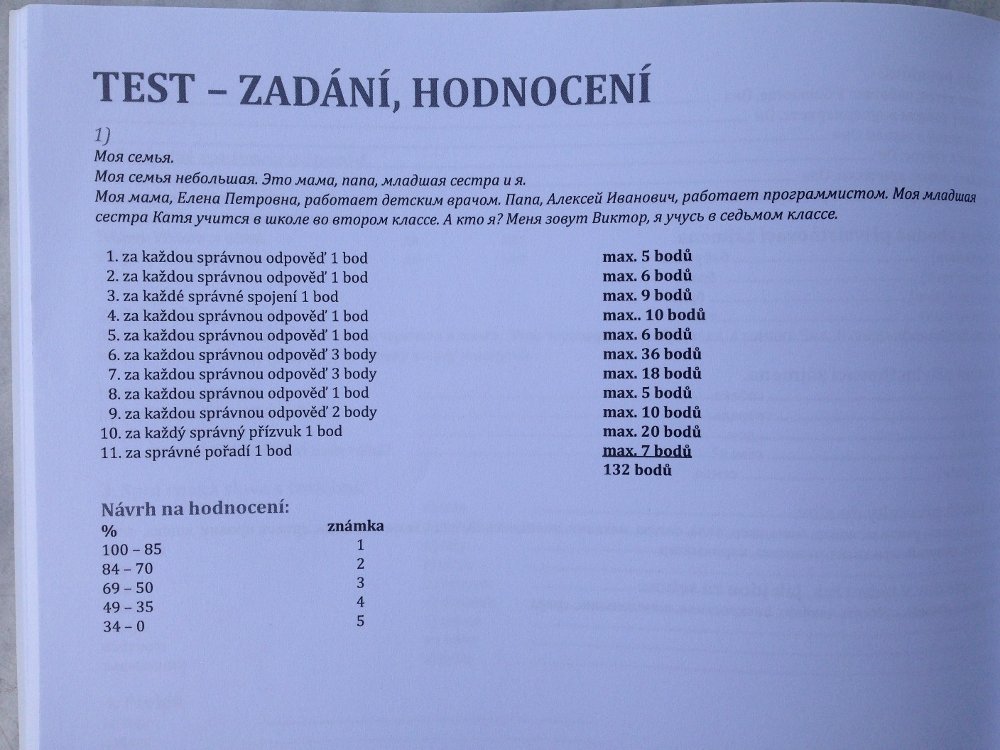 TEST – ZADÁNÍ, HODNOCENÍ
1)
Моя семья.
Моя семья небольшая. Это мама, папа, младшая сестра и я.
Моя мама, Елена Петровна, работает детским врачом. Папа, Алексей Иванович, работает программистом. Моя младшая
сестра Катя учится в школе во втором классе. А кто я? Меня зовут Виктор, я учусь в седьмом классе.
1. za každou správnou odpověď 1 bod max. 5 bodů
2. za každou správnou odpověď 1 bod max. 6 bodů
3. za každé správné spojení 1 bod max. 9 bodů
4. za každou správnou odpověď 1 bod max.. 10 bodů
5. za každou správnou odpověď 1 bod max. 6 bodů
6. za každou správnou odpověď 3 body max. 36 bodů
7. za každou správnou odpověď 3 body max. 18 bodů
8. za každou správnou odpověď 1 bod max. 5 bodů
9. za každou správnou odpověď 2 body max. 10 bodů
10. za každý správný přízvuk 1 bod max. 20 bodů
11. za správné pořadí 1 bod max. 7 bodů
132 bodů
Návrh na hodnocení:
% známka
100 – 85 1
84 – 70 2
69 – 50 3
49 – 35 4
34 – 0 5